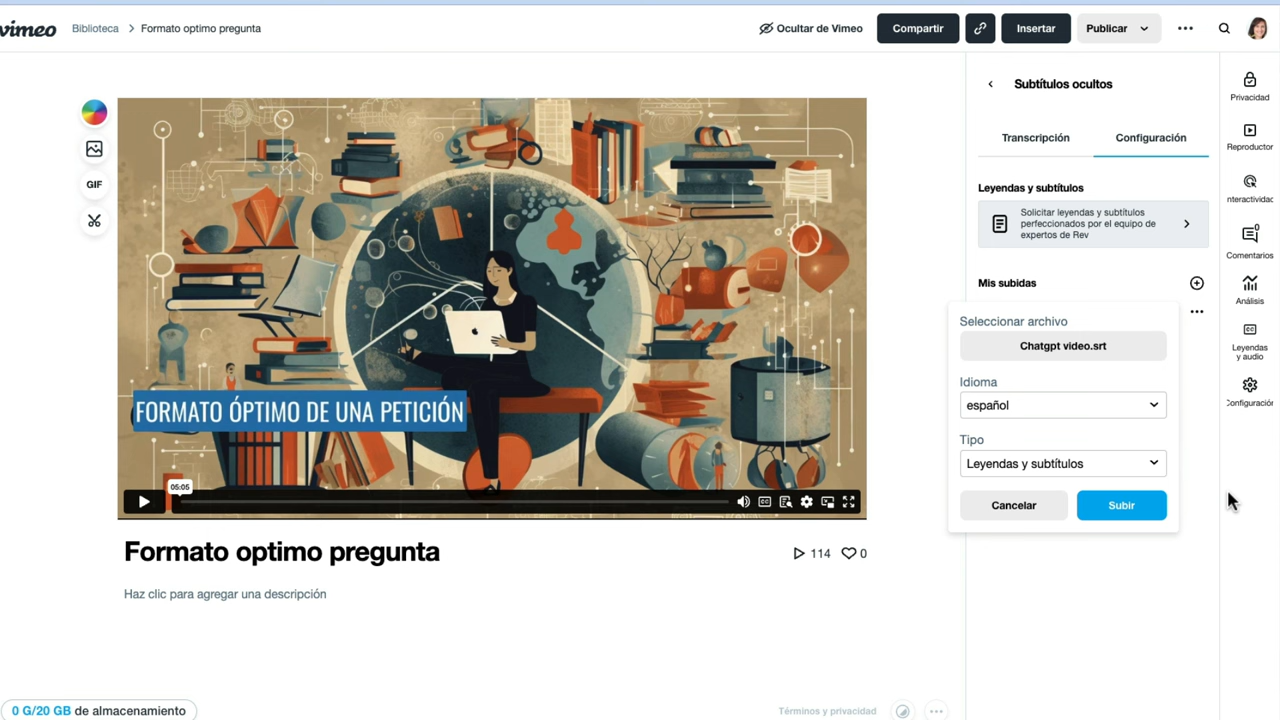 vimeo
Biblioteca > Formato optimo pregunta
Ocultar de Vimeo
Compartir
Insertar
Publicar
Subtítulos ocultos
Transcripción
Configuración
Leyendas y subtítulos
Solicitar leyendas y subtítulos
perfeccionados por el equipo de
expertos de Rev
Mis subidas
Seleccionar archivo
Chatgpt video.srt
Idioma
español
Tipo
Leyendas y subtítulos
Cancelar
Subir
Privacidad
Reproductor
nteractividad
0
Comentarios
Análisis
CC
Leyendas
y audio
Configuración
GIF
FORMATO ÓPTIMO DE UNA PETICIÓN
05:05
CC
Formato optimo pregunta
114
0
Haz clic para agregar una descripción
0 G/20 GB de almacenamiento
Términos y privacidad